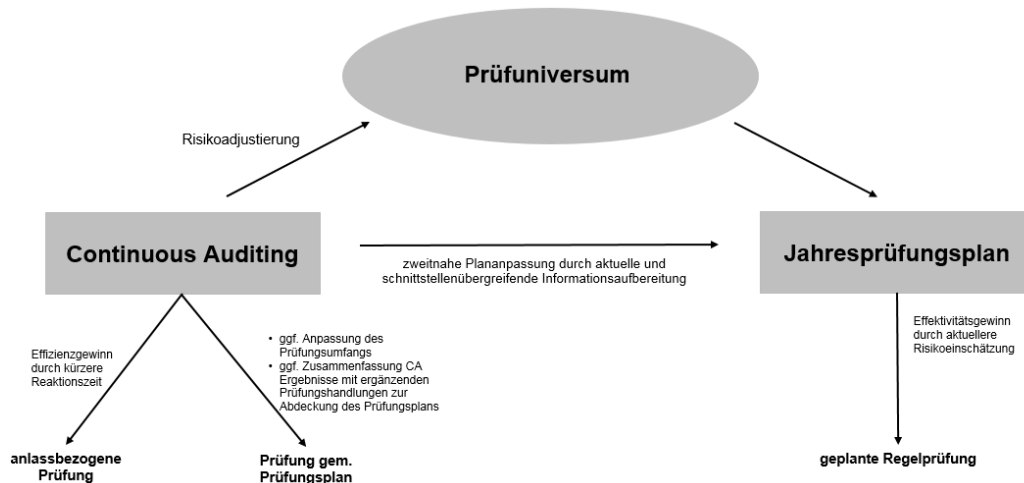 Prüfuniversum
Risikoadjustierung
Continuous Auditing
zweitnahe Plananpassung durch aktuelle und
schnittstellenübergreifende Informationsaufbereitung
Jahresprüfungsplan
Effizienzgewinn
durch kürzere
Reaktionszeit
• ggf. Anpassung des
Prüfungsumfangs
• ggf. Zusammenfassung CA
Ergebnisse mit ergänzenden
Prüfungshandlungen zur
Abdeckung des Prüfungsplans
Effektivitätsgewinn
durch aktuellere
Risikoeinschätzung
anlassbezogene
Prüfung
Prüfung gem.
Prüfungsplan
geplante Regelprüfung